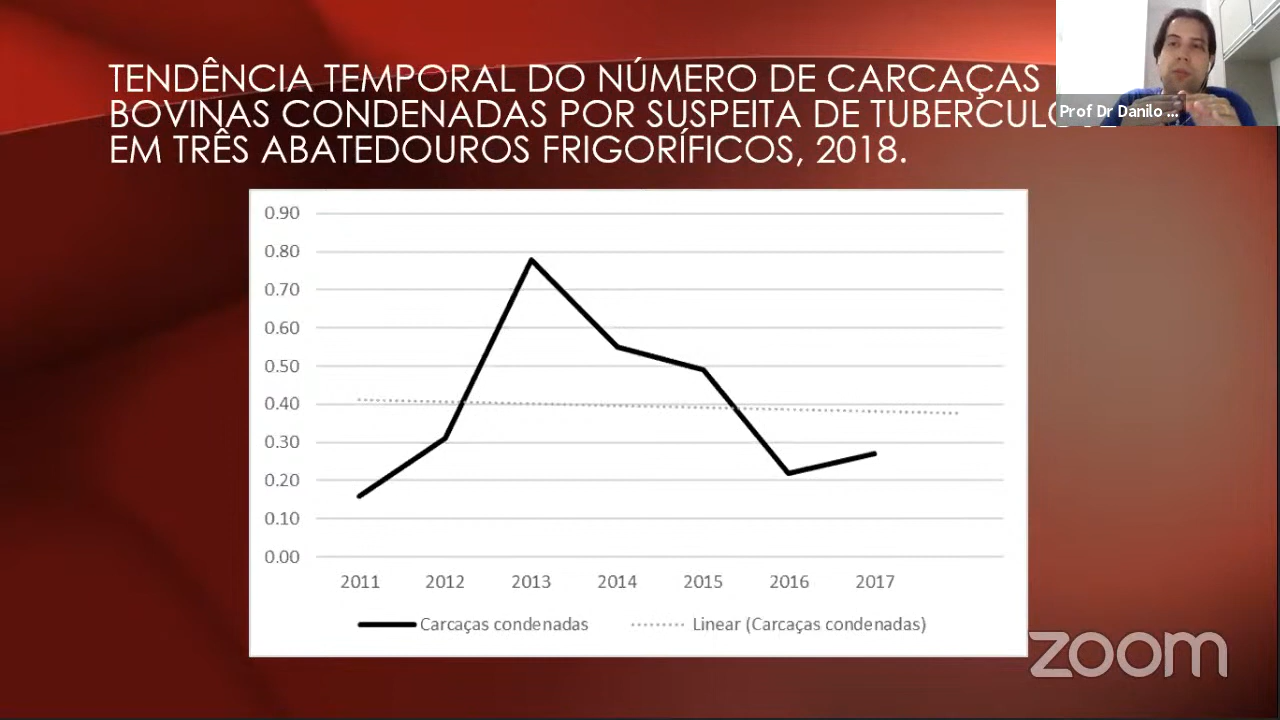 TENDÊNCIA TEMPORAL DO NÚMERO DE CARCAÇAS
BOVINAS CONDENADAS POR SUSPEITA DE
EM TRÊS ABATEDOUROS FRIGORÍFICOS, 2018.
Prof Dr Danilo ...
0.90
0.80
0.70
0.60
0.50
0.40
0.30
0.20
0.10
0.00
2011 2012 2013 2014 2015 2016 2017
Carcaças condenadas Linear (Carcaças condenadas)
zoom